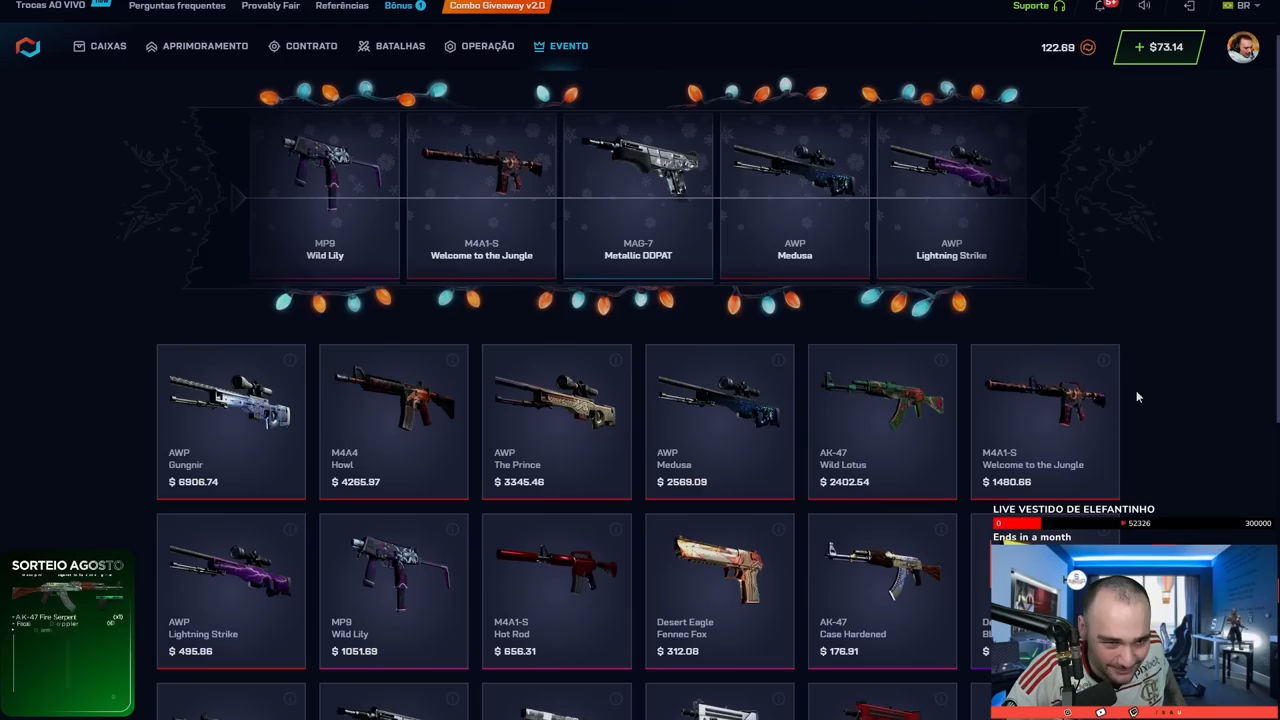 Trocas AO VIVO
Perguntas frequentes
Provably Fair
Referências
Bônus 1
Combo Giveaway v2.0
Suporte
5+
BR
CAIXAS
APRIMORAMENTO
CONTRATO
BATALHAS
OPERAÇÃO
EVENTO
122.69
+ $73.14
MP9
Wild Lily
M4A1-S
Welcome to the Jungle
MAG-7
Metallic DDPAT
AWP
Medusa
AWP
Lightning Strike
AWP
Gungnir
$ 6906.74
M4A4
Howl
$ 4265.97
AWP
The Prince
$ 3345.46
AWP
Medusa
$ 2569.09
AK-47
Wild Lotus
$ 2402.54
M4A1-S
Welcome to the Jungle
$ 1480.66
AWP
Lightning Strike
$ 495.86
MP9
Wild Lily
$ 1051.69
M4A1-S
Hot Rod
$ 656.31
Desert Eagle
Fennec Fox
$ 312.08
AK-47
Case Hardened
$ 176.91
De
Bl
$
LIVE VESTIDO DE ELEFANTINHO
0
52326
300000
Ends in a month
SORTEIO AGOSTO
• AK-47 Fire Serpent
(x1)